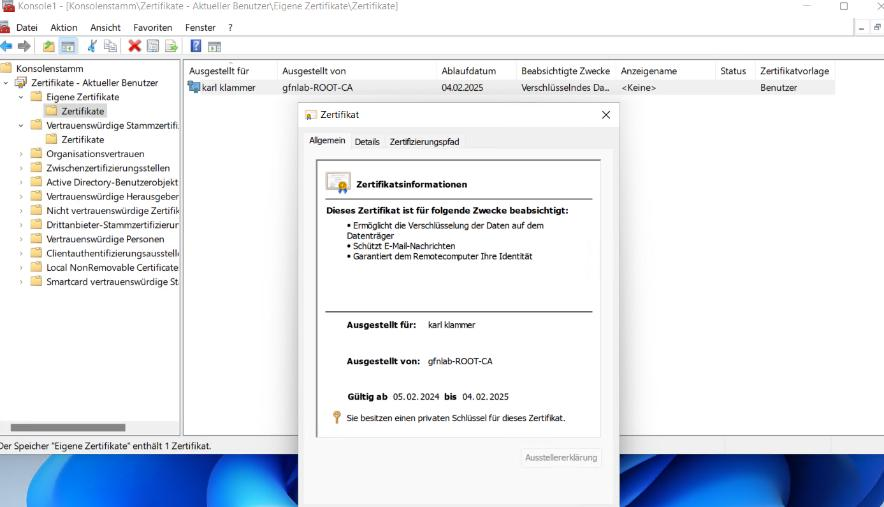 Konsole1 - [Konsolenstamm\Zertifikate - Aktueller Benutzer\Eigene Zertifikate\Zertifikate]
Datei Aktion Ansicht Favoriten Fenster ?
Konsolenstamm
Zertifikate - Aktueller Benutzer
Eigene Zertifikate
Zertifikate
Vertrauenswürdige Stammzertifi:
Zertifikate
Organisationsvertrauen
Zwischenzertifizierungsstellen
Active Directory-Benutzerobjekt
Vertrauenswürdige Herausgeber
Nicht vertrauenswürdige Zertifik
Drittanbieter-Stammzertifizierur
Vertrauenswürdige Personen
Clientauthentifizierungsausstelle
Local NonRemovable Certificate
Smartcard vertrauenswürdige St
Ausgestellt für Ausgestellt von Ablaufdatum Beabsichtigte Zwecke Anzeigename Status Zertifikatvorlage
karl klammer gfnlab-ROOT-CA 04.02.2025 Verschlüsselndes Da... <Keine> Benutzer
Zertifikat
Allgemein Details Zertifizierungspfad
Zertifikatsinformationen
Dieses Zertifikat ist für folgende Zwecke beabsichtigt:
• Ermöglicht die Verschlüsselung der Daten auf dem
Datenträger
• Schützt E-Mail-Nachrichten
• Garantiert dem Remotecomputer Ihre Identität
Ausgestellt für: karl klammer
Ausgestellt von: gfnlab-ROOT-CA
Gültig ab 05.02.2024 bis 04.02.2025
Sie besitzen einen privaten Schlüssel für dieses Zertifikat.
Ausstellererklärung
Der Speicher "Eigene Zertifikate" enthält 1 Zertifikat.